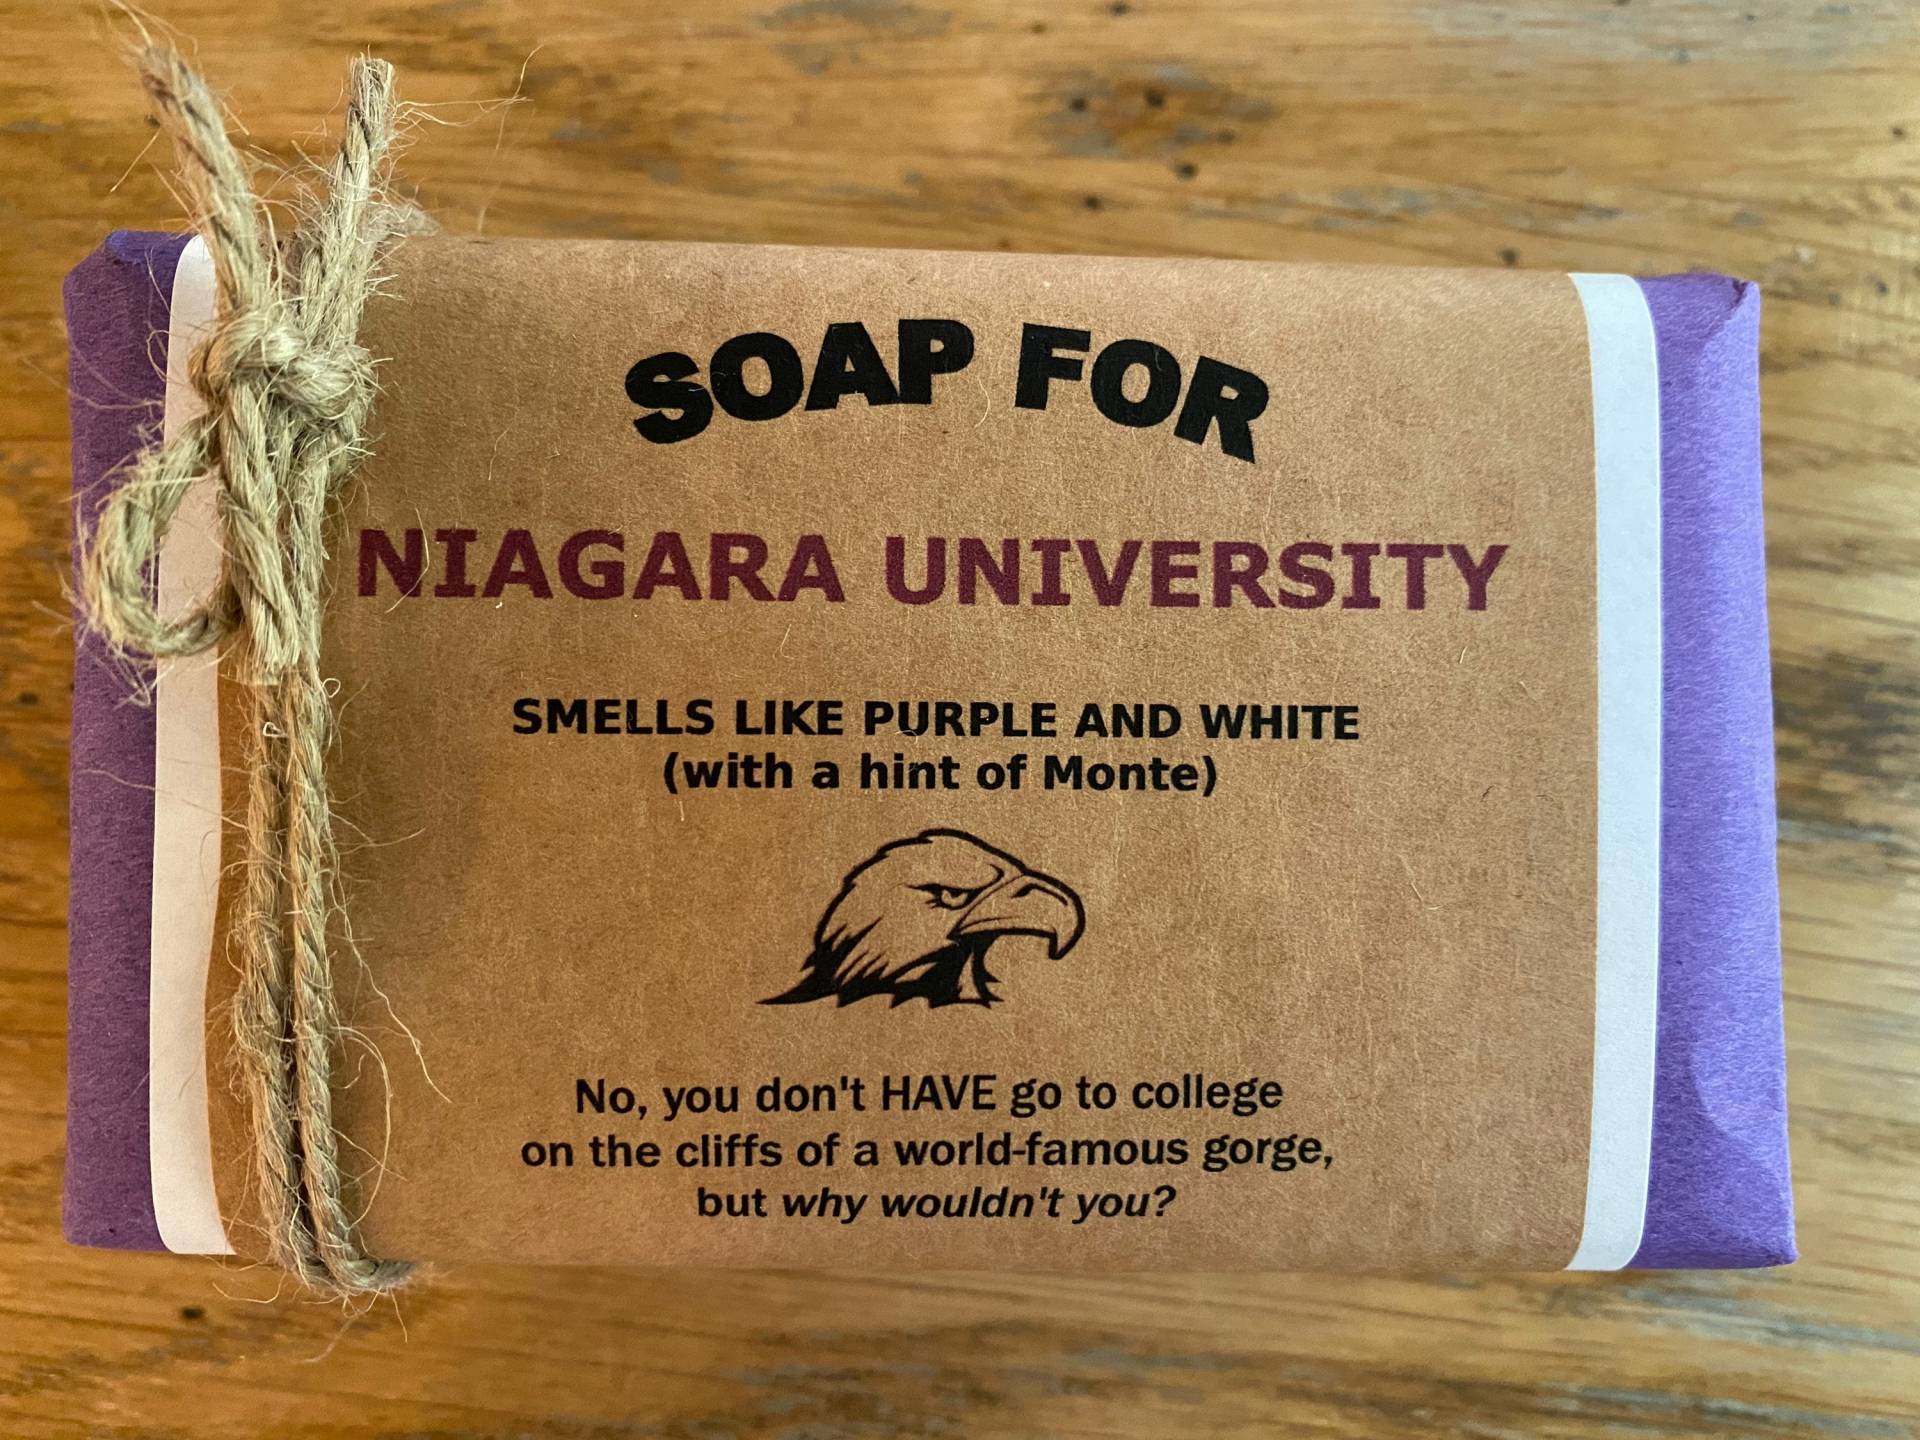 SOAP FOR
NIAGARA UNIVERSITY
SMELLS LIKE PURPLE AND WHITE
(with a hint of Monte)
No, you don't HAVE go to college
on the cliffs of a world-famous gorge,
but why wouldn't you?